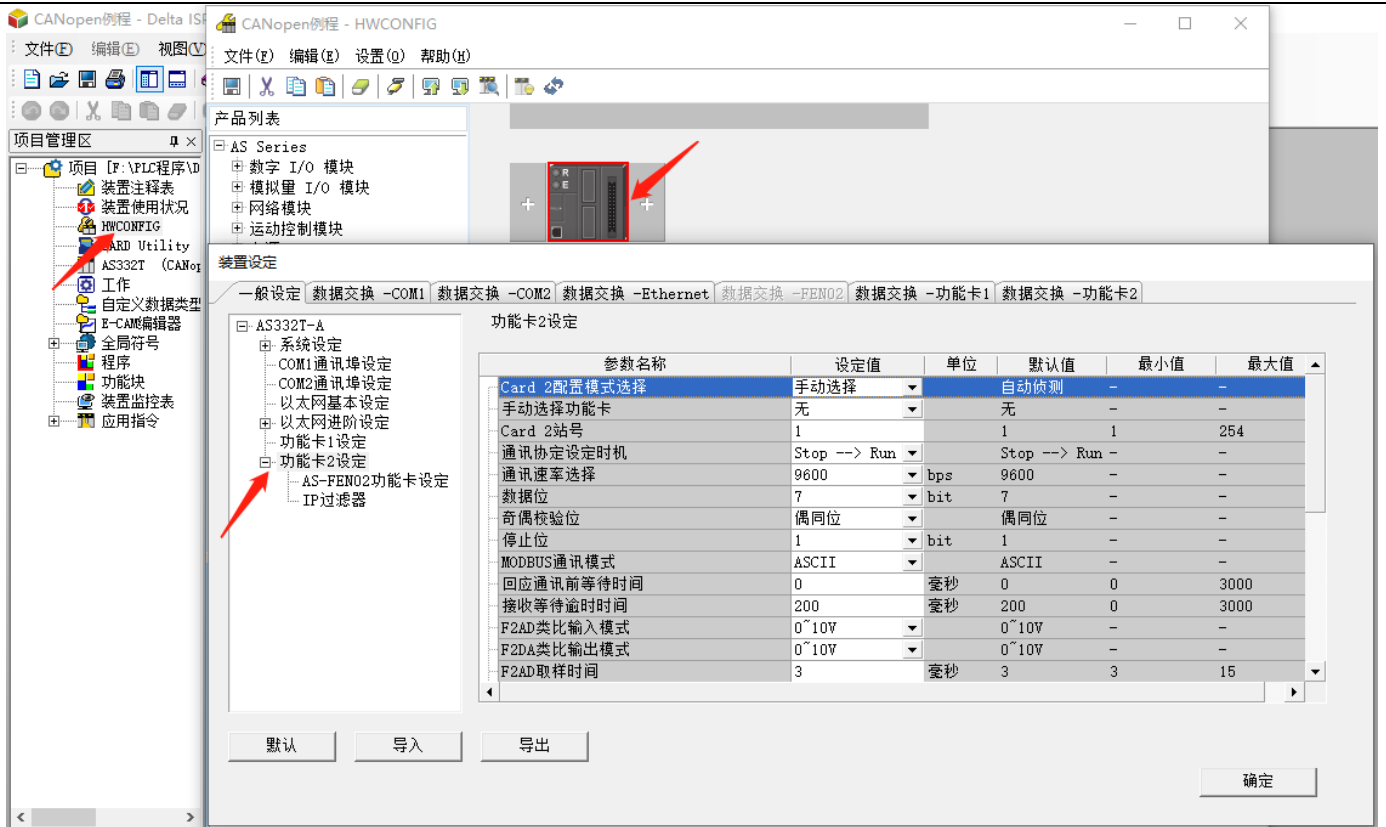 CANopen例程 - Delta ISP
文件(F) 编辑(E) 视图(V)
项目管理区
项目 [F:\PLC程序\D
装置注释表
装置使用状况
HWCONFIG
CARD Utility
AS332T (CANop
工作
自定义数据类型
E-CAM编辑器
全局符号
程序
功能块
装置监控表
应用指令
CANopen例程 - HWCONFIG
文件(F) 编辑(E) 设置(O) 帮助(H)
产品列表
AS Series
数字 I/O 模块
模拟量 I/O 模块
网络模块
运动控制模块
R
E
装置设定
一般设定 数据交换 -COM1 数据交换 -COM2 数据交换 -Ethernet 数据交换 -FEN02 数据交换 -功能卡1 数据交换 -功能卡2
AS332T-A
系统设定
COM1通讯埠设定
COM2通讯埠设定
以太网基本设定
以太网进阶设定
功能卡1设定
功能卡2设定
AS-FEN02功能卡设定
IP过滤器
功能卡2设定
参数名称 设定值 单位 默认值 最小值 最大值
Card 2配置模式选择 手动选择 自动侦测 - -
手动选择功能卡 无 无 - -
Card 2站号 1 1 1 254
通讯协定设定时机 Stop --> Run Stop --> Run - -
通讯速率选择 9600 bps 9600 - -
数据位 7 bit 7 - -
奇偶校验位 偶同位 偶同位 - -
停止位 1 bit 1 - -
MODBUS通讯模式 ASCII ASCII - -
回应通讯前等待时间 0 毫秒 0 0 3000
接收等待逾时时间 200 毫秒 200 0 3000
F2AD类比输入模式 0~10V 0~10V - -
F2DA类比输出模式 0~10V 0~10V - -
F2AD取样时间 3 毫秒 3 3 15
默认 导入 导出
确定